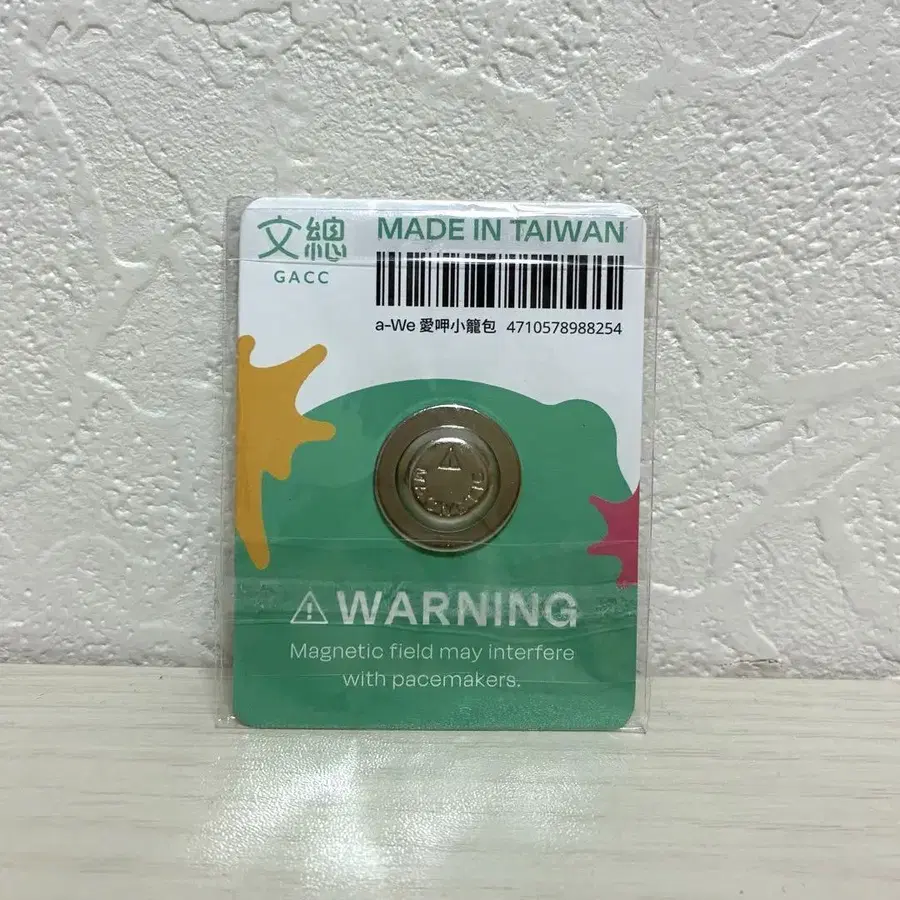 文總
GACC
MADE IN TAIWAN
a-We 愛呷小籠包 4710578988254
⚠
MAGNETIC
⚠ WARNING
Magnetic field may interfere
with pacemakers.